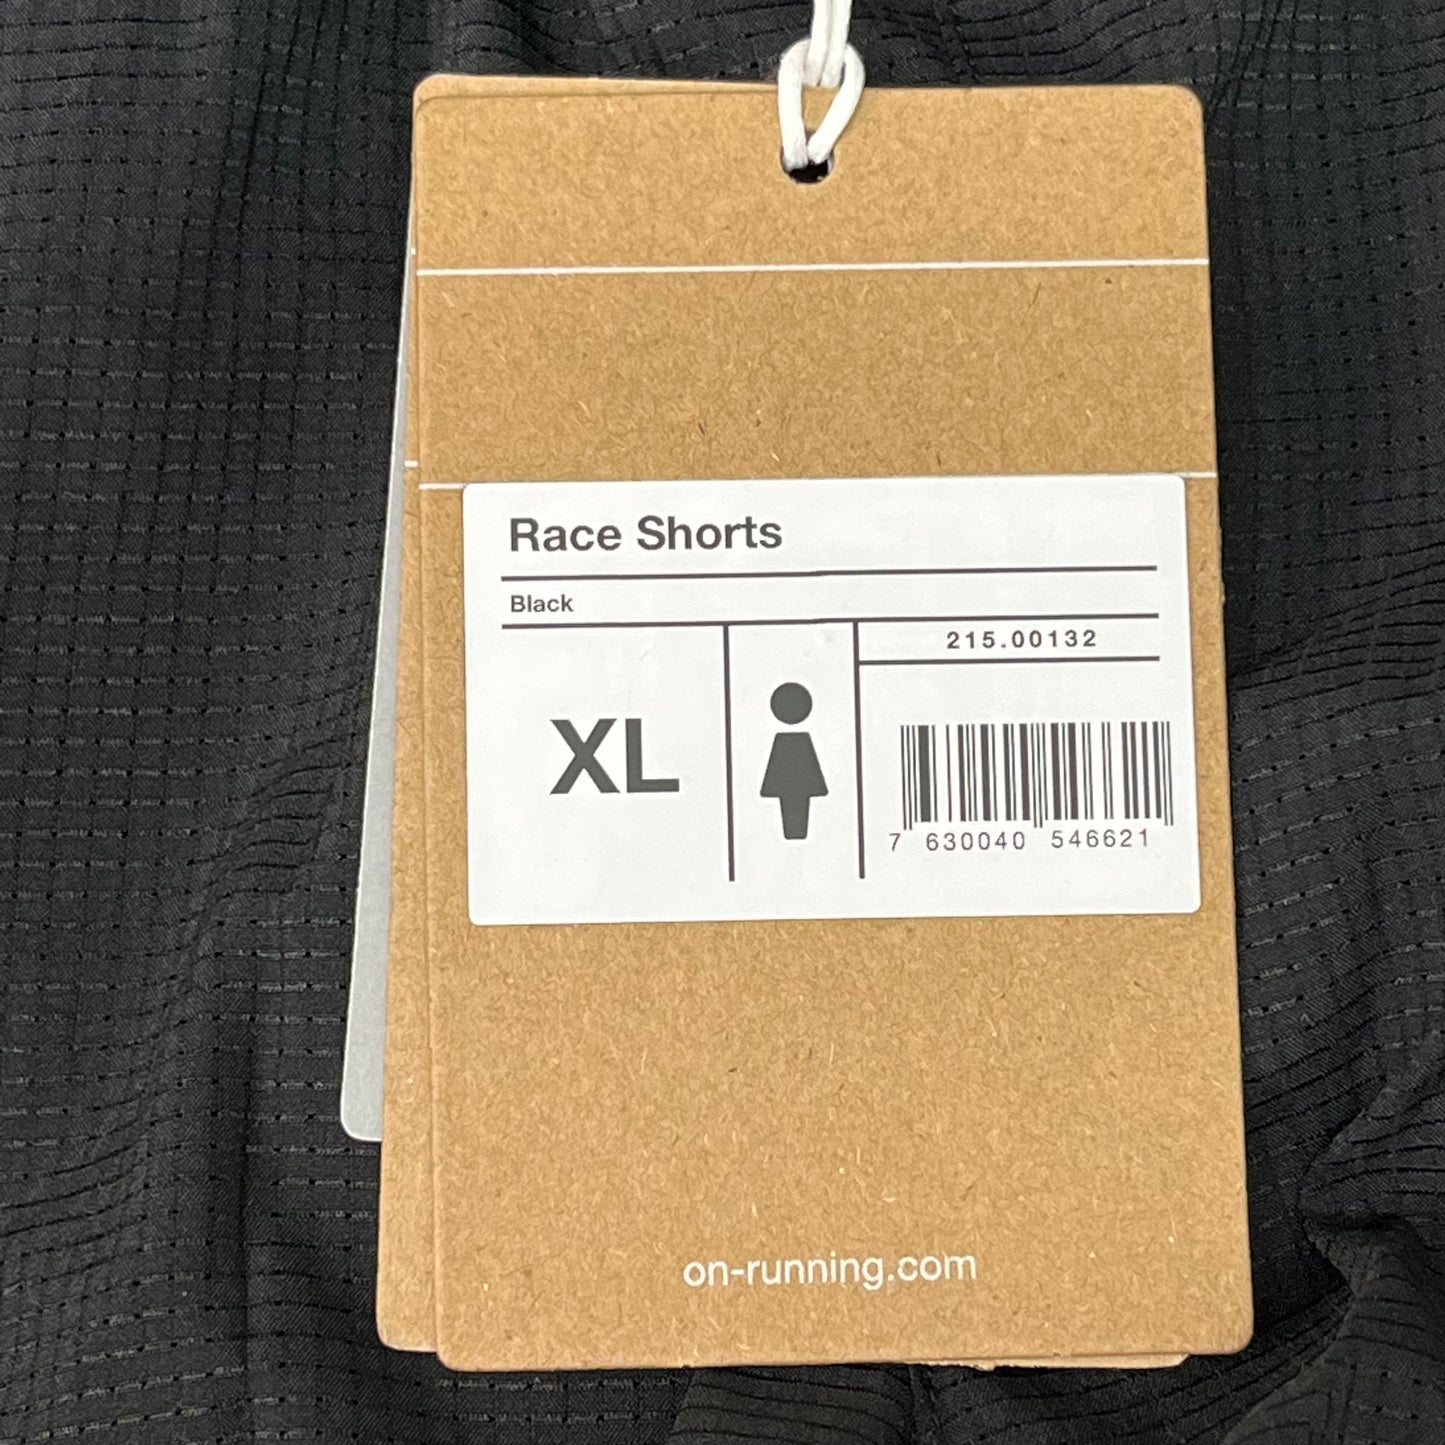 Race Shorts
Black
215.00132
XL
7 630040 546621
on-running.com